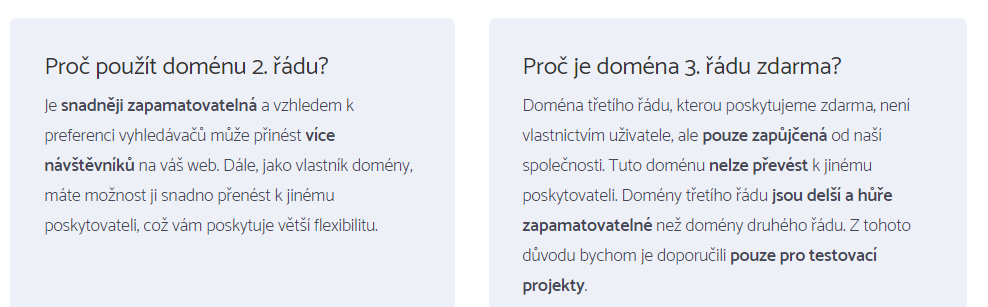 Proč použít doménu 2. řádu?
Je snadněji zapamatovatelná a vzhledem k
preferenci vyhledávačů může přinést více
návštěvníků na váš web. Dále, jako vlastník domény,
máte možnost ji snadno přenést k jinému
poskytovateli, což vám poskytuje větší flexibilitu.
Proč je doména 3. řádu zdarma?
Doména třetího řádu, kterou poskytujeme zdarma, není
vlastnictvím uživatele, ale pouze zapůjčená od naší
společnosti. Tuto doménu nelze převést k jinému
poskytovateli. Domény třetího řádu jsou delší a hůře
zapamatovatelné než domény druhého řádu. Z tohoto
důvodu bychom je doporučili pouze pro testovací
projekty.